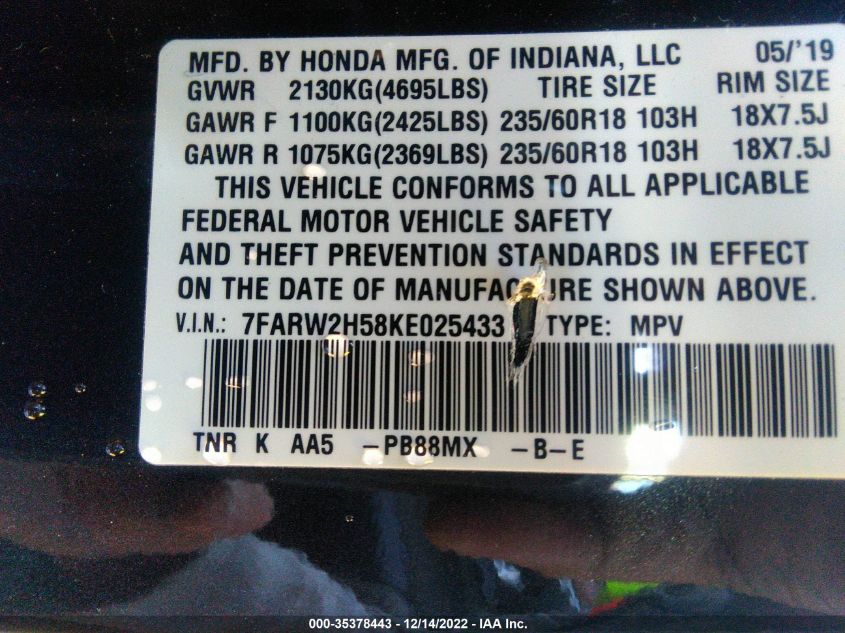 MFD. BY HONDA MFG. OF INDIANA, LLC 05/'19
GVWR 2130KG(4695LBS) TIRE SIZE RIM SIZE
GAWR F 1100KG(2425LBS) 235/60R18 103H 18X7.5J
GAWR R 1075KG(2369LBS) 235/60R18 103H 18X7.5J
THIS VEHICLE CONFORMS TO ALL APPLICABLE
FEDERAL MOTOR VEHICLE SAFETY
AND THEFT PREVENTION STANDARDS IN EFFECT
ON THE DATE OF MANUFACTURE SHOWN ABOVE.
V.I.N.: 7FARW2H58KE025433 TYPE: MPV
TNR K AA5 -PB88MX -B-E
000-35378443 - 12/14/2022 - IAA Inc.